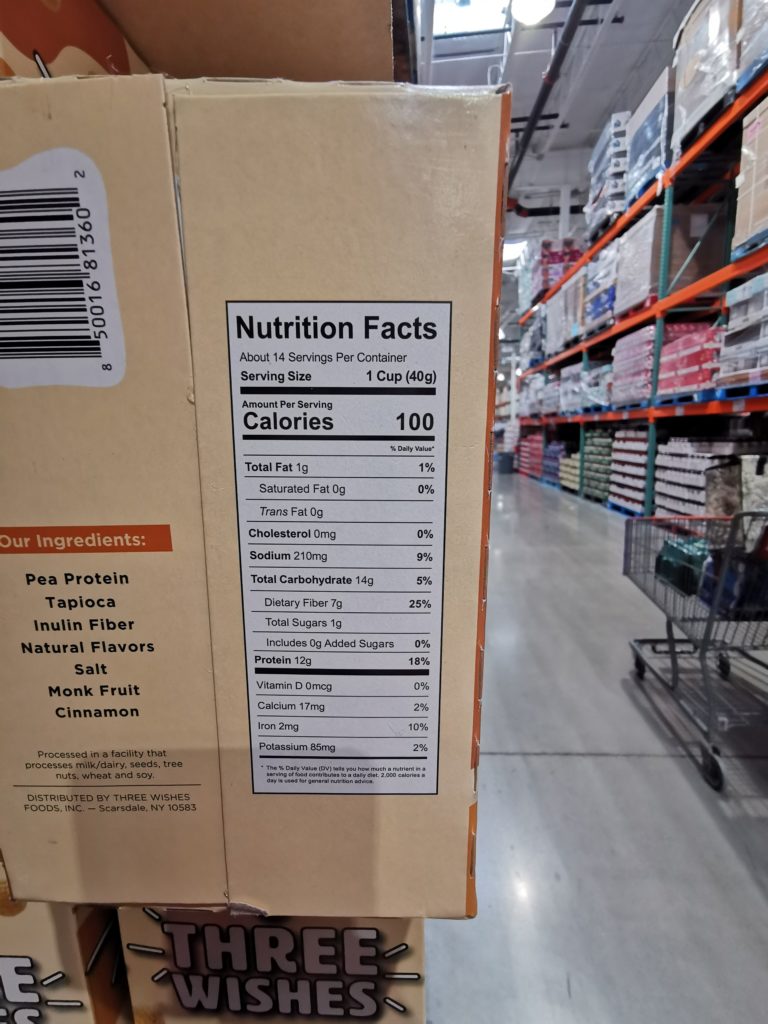 8 50016 81360 2
Our Ingredients:
Pea Protein
Tapioca
Inulin Fiber
Natural Flavors
Salt
Monk Fruit
Cinnamon
Processed in a facility that
processes milk/dairy, seeds, tree
nuts, wheat and soy.
DISTRIBUTED BY THREE WISHES
FOODS, INC. — Scarsdale, NY 10583
Nutrition Facts
About 14 Servings Per Container
Serving Size 1 Cup (40g)
Amount Per Serving
Calories 100
% Daily Value*
Total Fat 1g 1%
Saturated Fat 0g 0%
Trans Fat 0g
Cholesterol 0mg 0%
Sodium 210mg 9%
Total Carbohydrate 14g 5%
Dietary Fiber 7g 25%
Total Sugars 1g
Includes 0g Added Sugars 0%
Protein 12g 18%
Vitamin D 0mcg 0%
Calcium 17mg 2%
Iron 2mg 10%
Potassium 85mg 2%
* The % Daily Value (DV) tells you how much a nutrient in a
serving of food contributes to a daily diet. 2,000 calories a
day is used for general nutrition advice.
THREE
WISHES